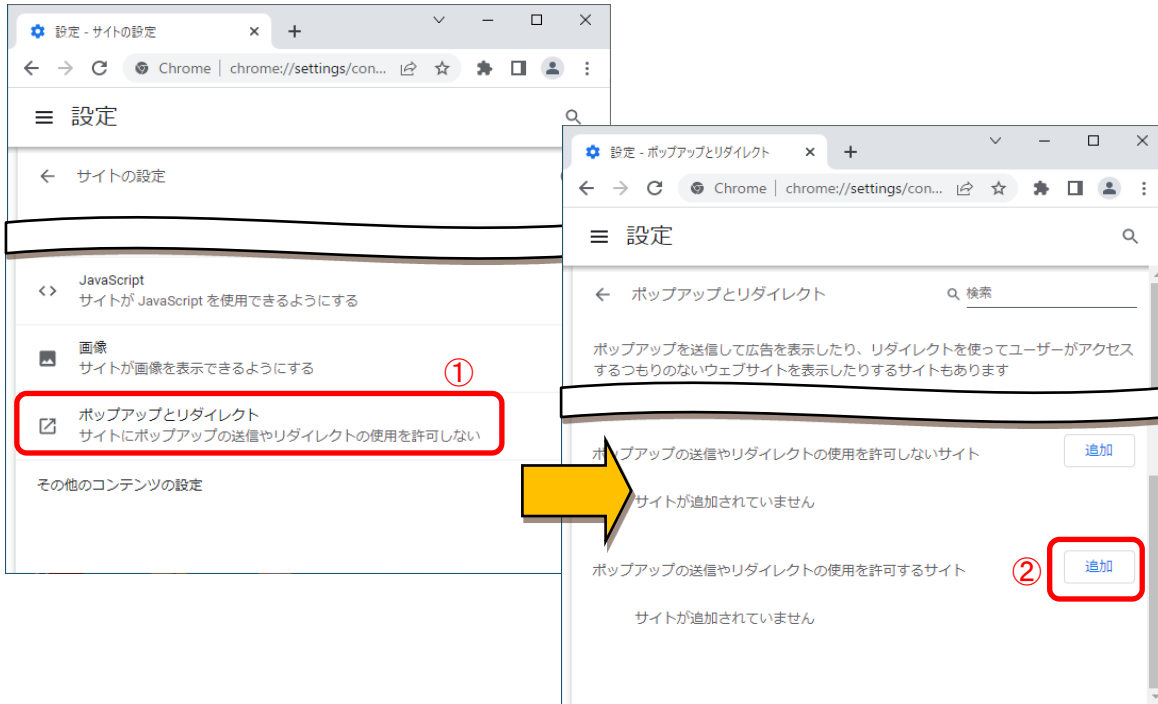 設定 - サイトの設定
Chrome | chrome://settings/con...
設定
サイトの設定
JavaScript
サイトが JavaScript を使用できるようにする
画像
サイトが画像を表示できるようにする
①
ポップアップとリダイレクト
サイトにポップアップの送信やリダイレクトの使用を許可しない
その他のコンテンツの設定
設定 - ポップアップとリダイレクト
Chrome | chrome://settings/con...
設定
ポップアップとリダイレクト
検索
ポップアップを送信して広告を表示したり、リダイレクトを使ってユーザーがアクセス
するつもりのないウェブサイトを表示したりするサイトもあります
ポップアップの送信やリダイレクトの使用を許可しないサイト
追加
サイトが追加されていません
ポップアップの送信やリダイレクトの使用を許可するサイト
②
追加
サイトが追加されていません